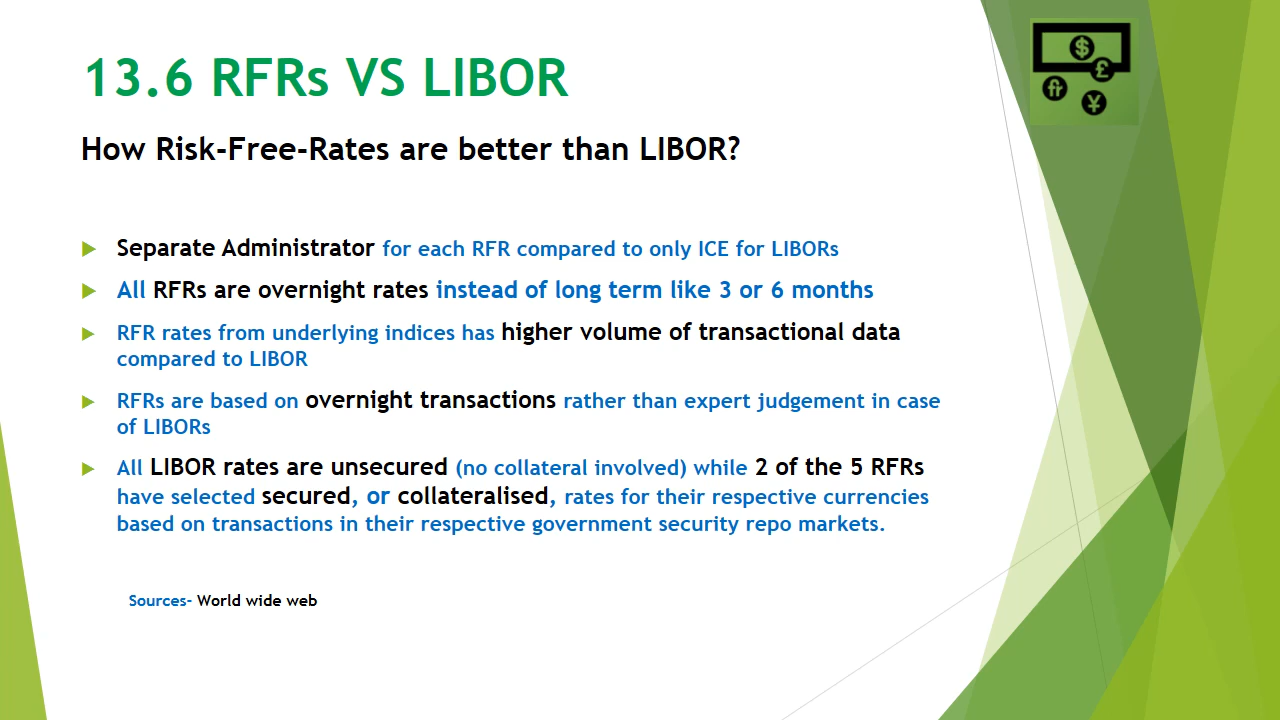 13.6 RFRs VS LIBOR
$
£
fr
¥
How Risk-Free-Rates are better than LIBOR?
Separate Administrator for each RFR compared to only ICE for LIBORs
All RFRs are overnight rates instead of long term like 3 or 6 months
RFR rates from underlying indices has higher volume of transactional data
compared to LIBOR
RFRs are based on overnight transactions rather than expert judgement in case
of LIBORs
All LIBOR rates are unsecured (no collateral involved) while 2 of the 5 RFRs
have selected secured, or collateralised, rates for their respective currencies
based on transactions in their respective government security repo markets.
Sources- World wide web